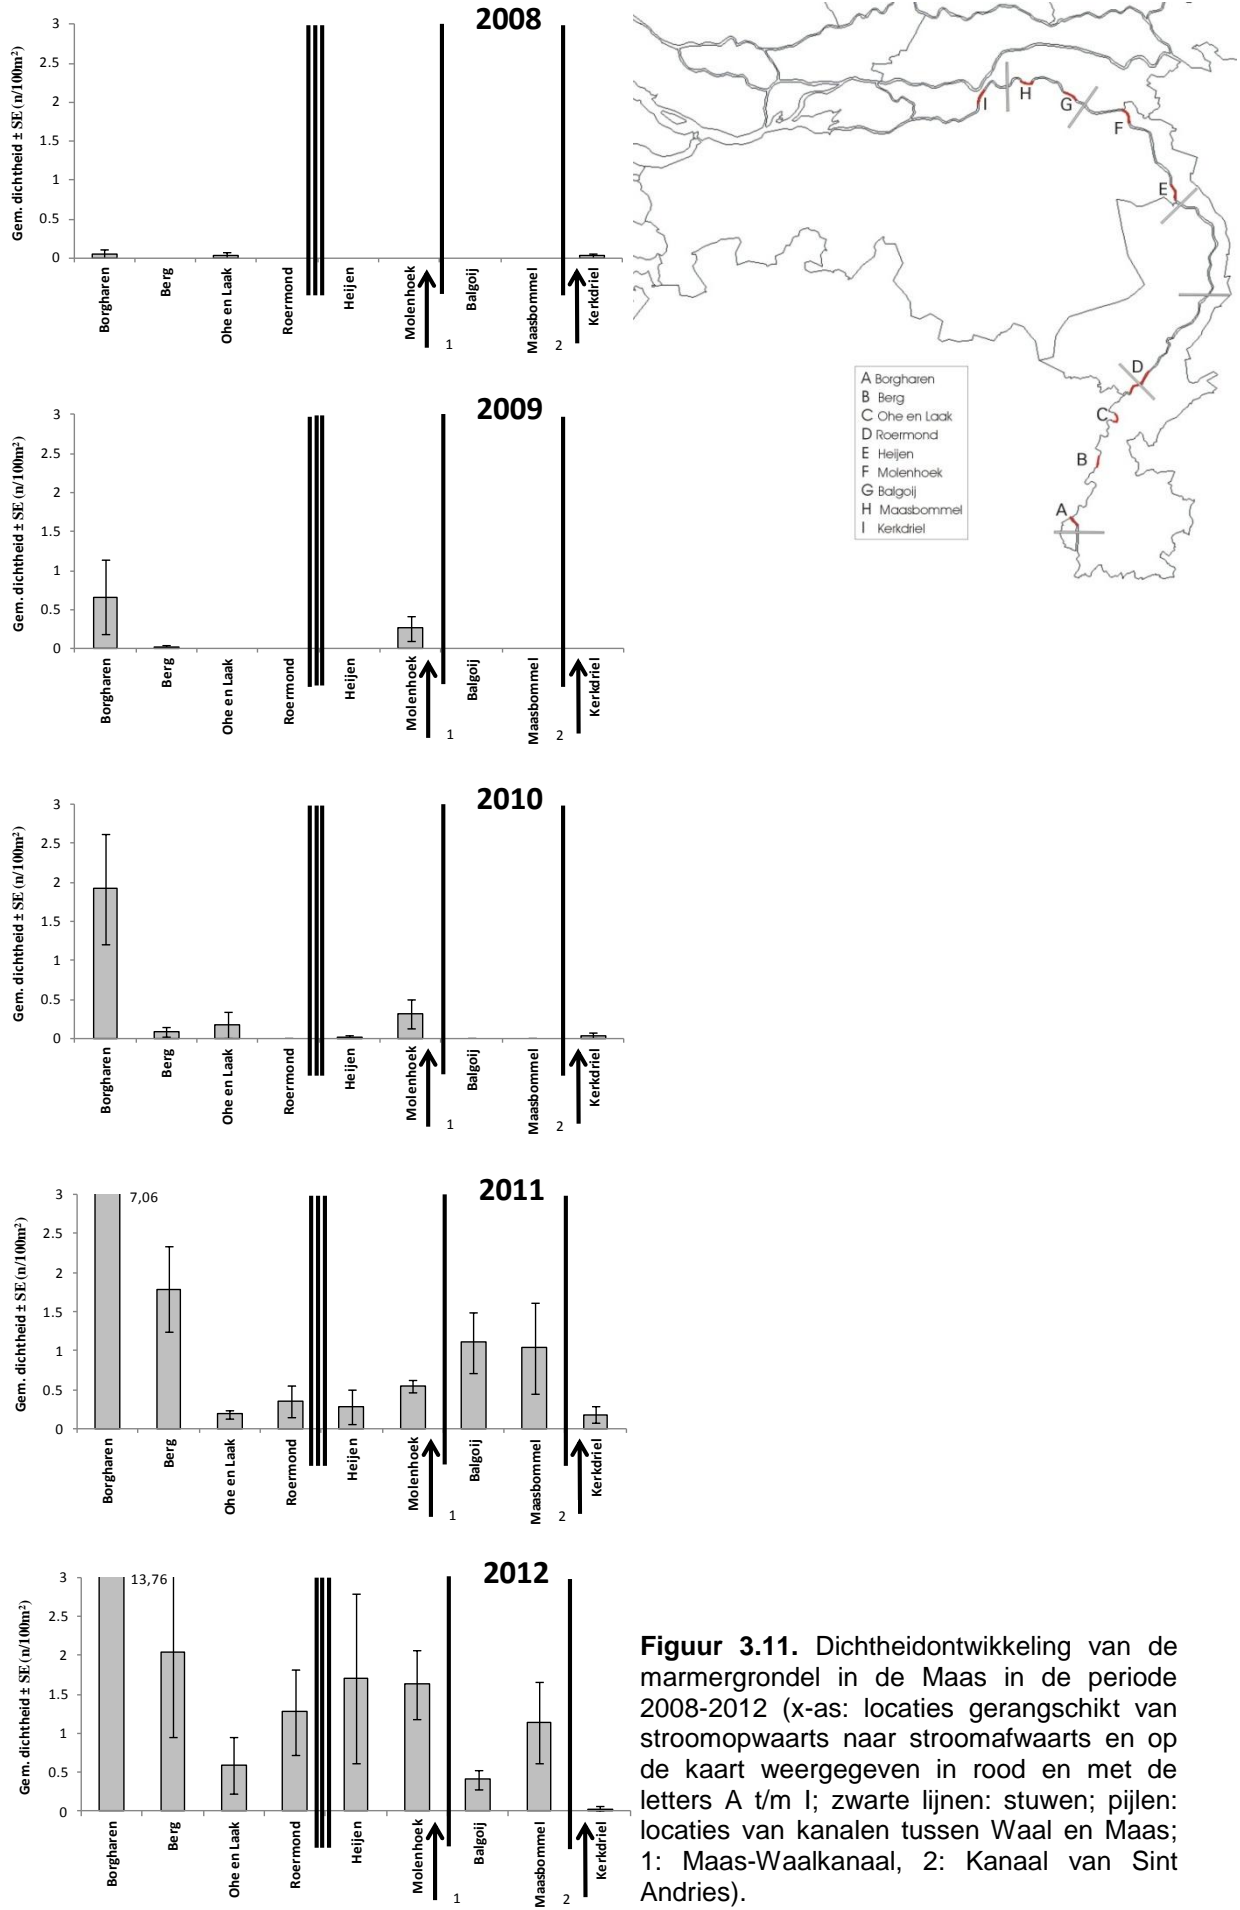 2008
Gem. dichtheid ± SE (n/100m²)
3
2.5
2
1.5
1
0.5
0
Borgharen
Berg
Ohe en Laak
Roermond
Heijen
Molenhoek
Balgoij
Maasbommel
Kerkdriel
1
2
I
H
G
F
E
D
C
B
A
A Borgharen
B Berg
C Ohe en Laak
D Roermond
E Heijen
F Molenhoek
G Balgoij
H Maasbommel
I Kerkdriel
2009
Gem. dichtheid ± SE (n/100m²)
3
2.5
2
1.5
1
0.5
0
Borgharen
Berg
Ohe en Laak
Roermond
Heijen
Molenhoek
Balgoij
Maasbommel
Kerkdriel
1
2
2010
Gem. dichtheid ± SE (n/100m²)
3
2.5
2
1.5
1
0.5
0
Borgharen
Berg
Ohe en Laak
Roermond
Heijen
Molenhoek
Balgoij
Maasbommel
Kerkdriel
1
2
2011
Gem. dichtheid ± SE (n/100m²)
3
2.5
2
1.5
1
0.5
0
7,06
Borgharen
Berg
Ohe en Laak
Roermond
Heijen
Molenhoek
Balgoij
Maasbommel
Kerkdriel
1
2
2012
Gem. dichtheid ± SE (n/100m²)
3
2.5
2
1.5
1
0.5
0
13,76
Borgharen
Berg
Ohe en Laak
Roermond
Heijen
Molenhoek
Balgoij
Maasbommel
Kerkdriel
1
2
Figuur 3.11. Dichtheidontwikkeling van de
marmergrondel in de Maas in de periode
2008-2012 (x-as: locaties gerangschikt van
stroomopwaarts naar stroomafwaarts en op
de kaart weergegeven in rood en met de
letters A t/m I; zwarte lijnen: stuwen; pijlen:
locaties van kanalen tussen Waal en Maas;
1: Maas-Waalkanaal, 2: Kanaal van Sint
Andries).